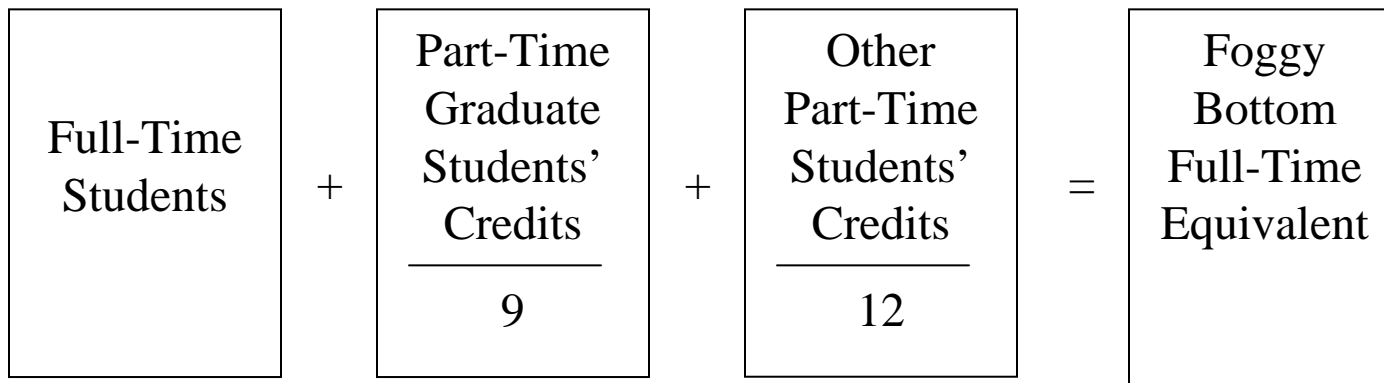 Full-Time
Students
+
Part-Time
Graduate
Students’
Credits
9
+
Other
Part-Time
Students’
Credits
12
=
Foggy
Bottom
Full-Time
Equivalent